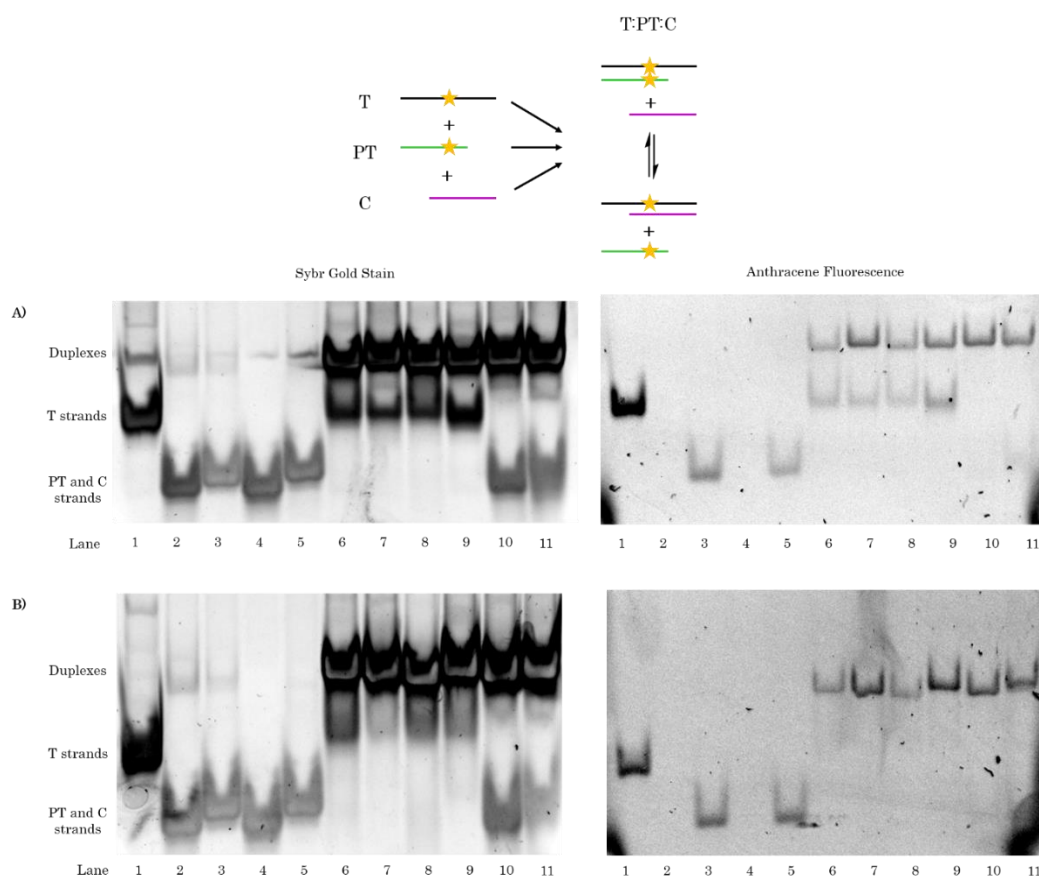 T:PT:C
T
+
PT
+
C
+
+
Sybr Gold Stain
Anthracene Fluorescence
A)
Duplexes
T strands
PT and C
strands
Lane 1 2 3 4 5 6 7 8 9 10 11
1 2 3 4 5 6 7 8 9 10 11
B)
Duplexes
T strands
PT and C
strands
Lane 1 2 3 4 5 6 7 8 9 10 11
1 2 3 4 5 6 7 8 9 10 11